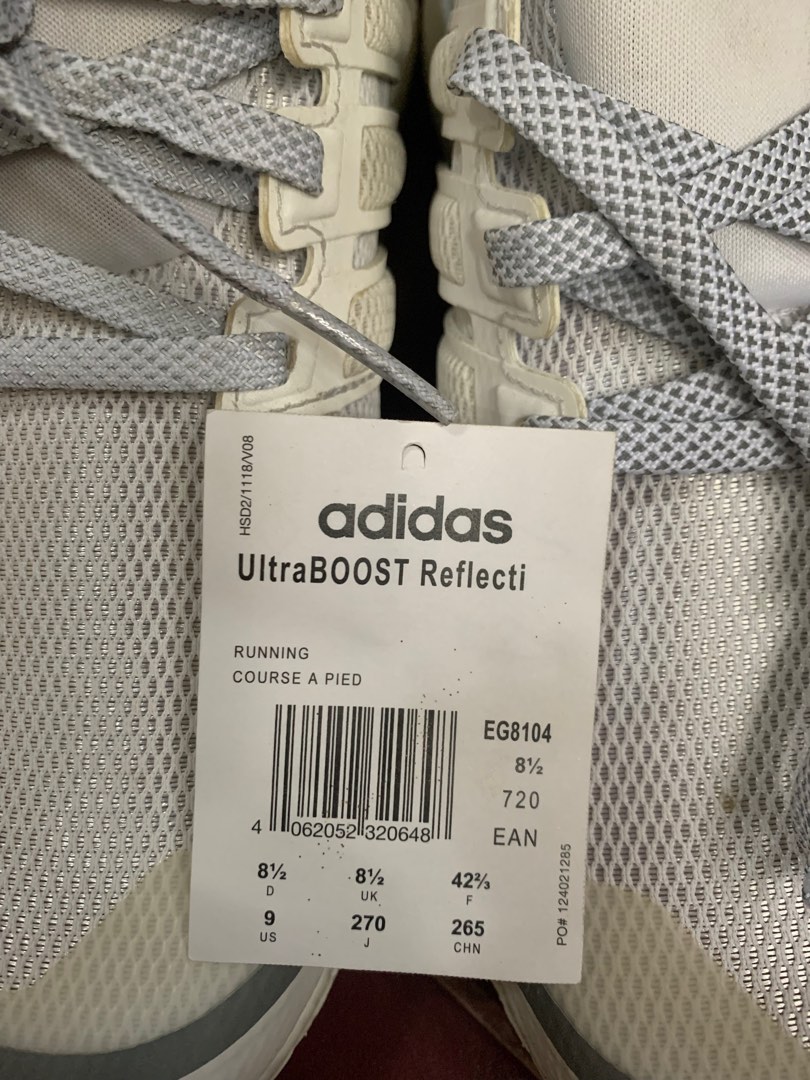 HSD2/1118/V08
adidas
UltraBOOST Reflecti
RUNNING
COURSE A PIED
EG8104
8½
720
EAN
4 062052 320648
8½ 8½ 42⅔
D UK F
9 270 265
US J CHN
PO# 124021285